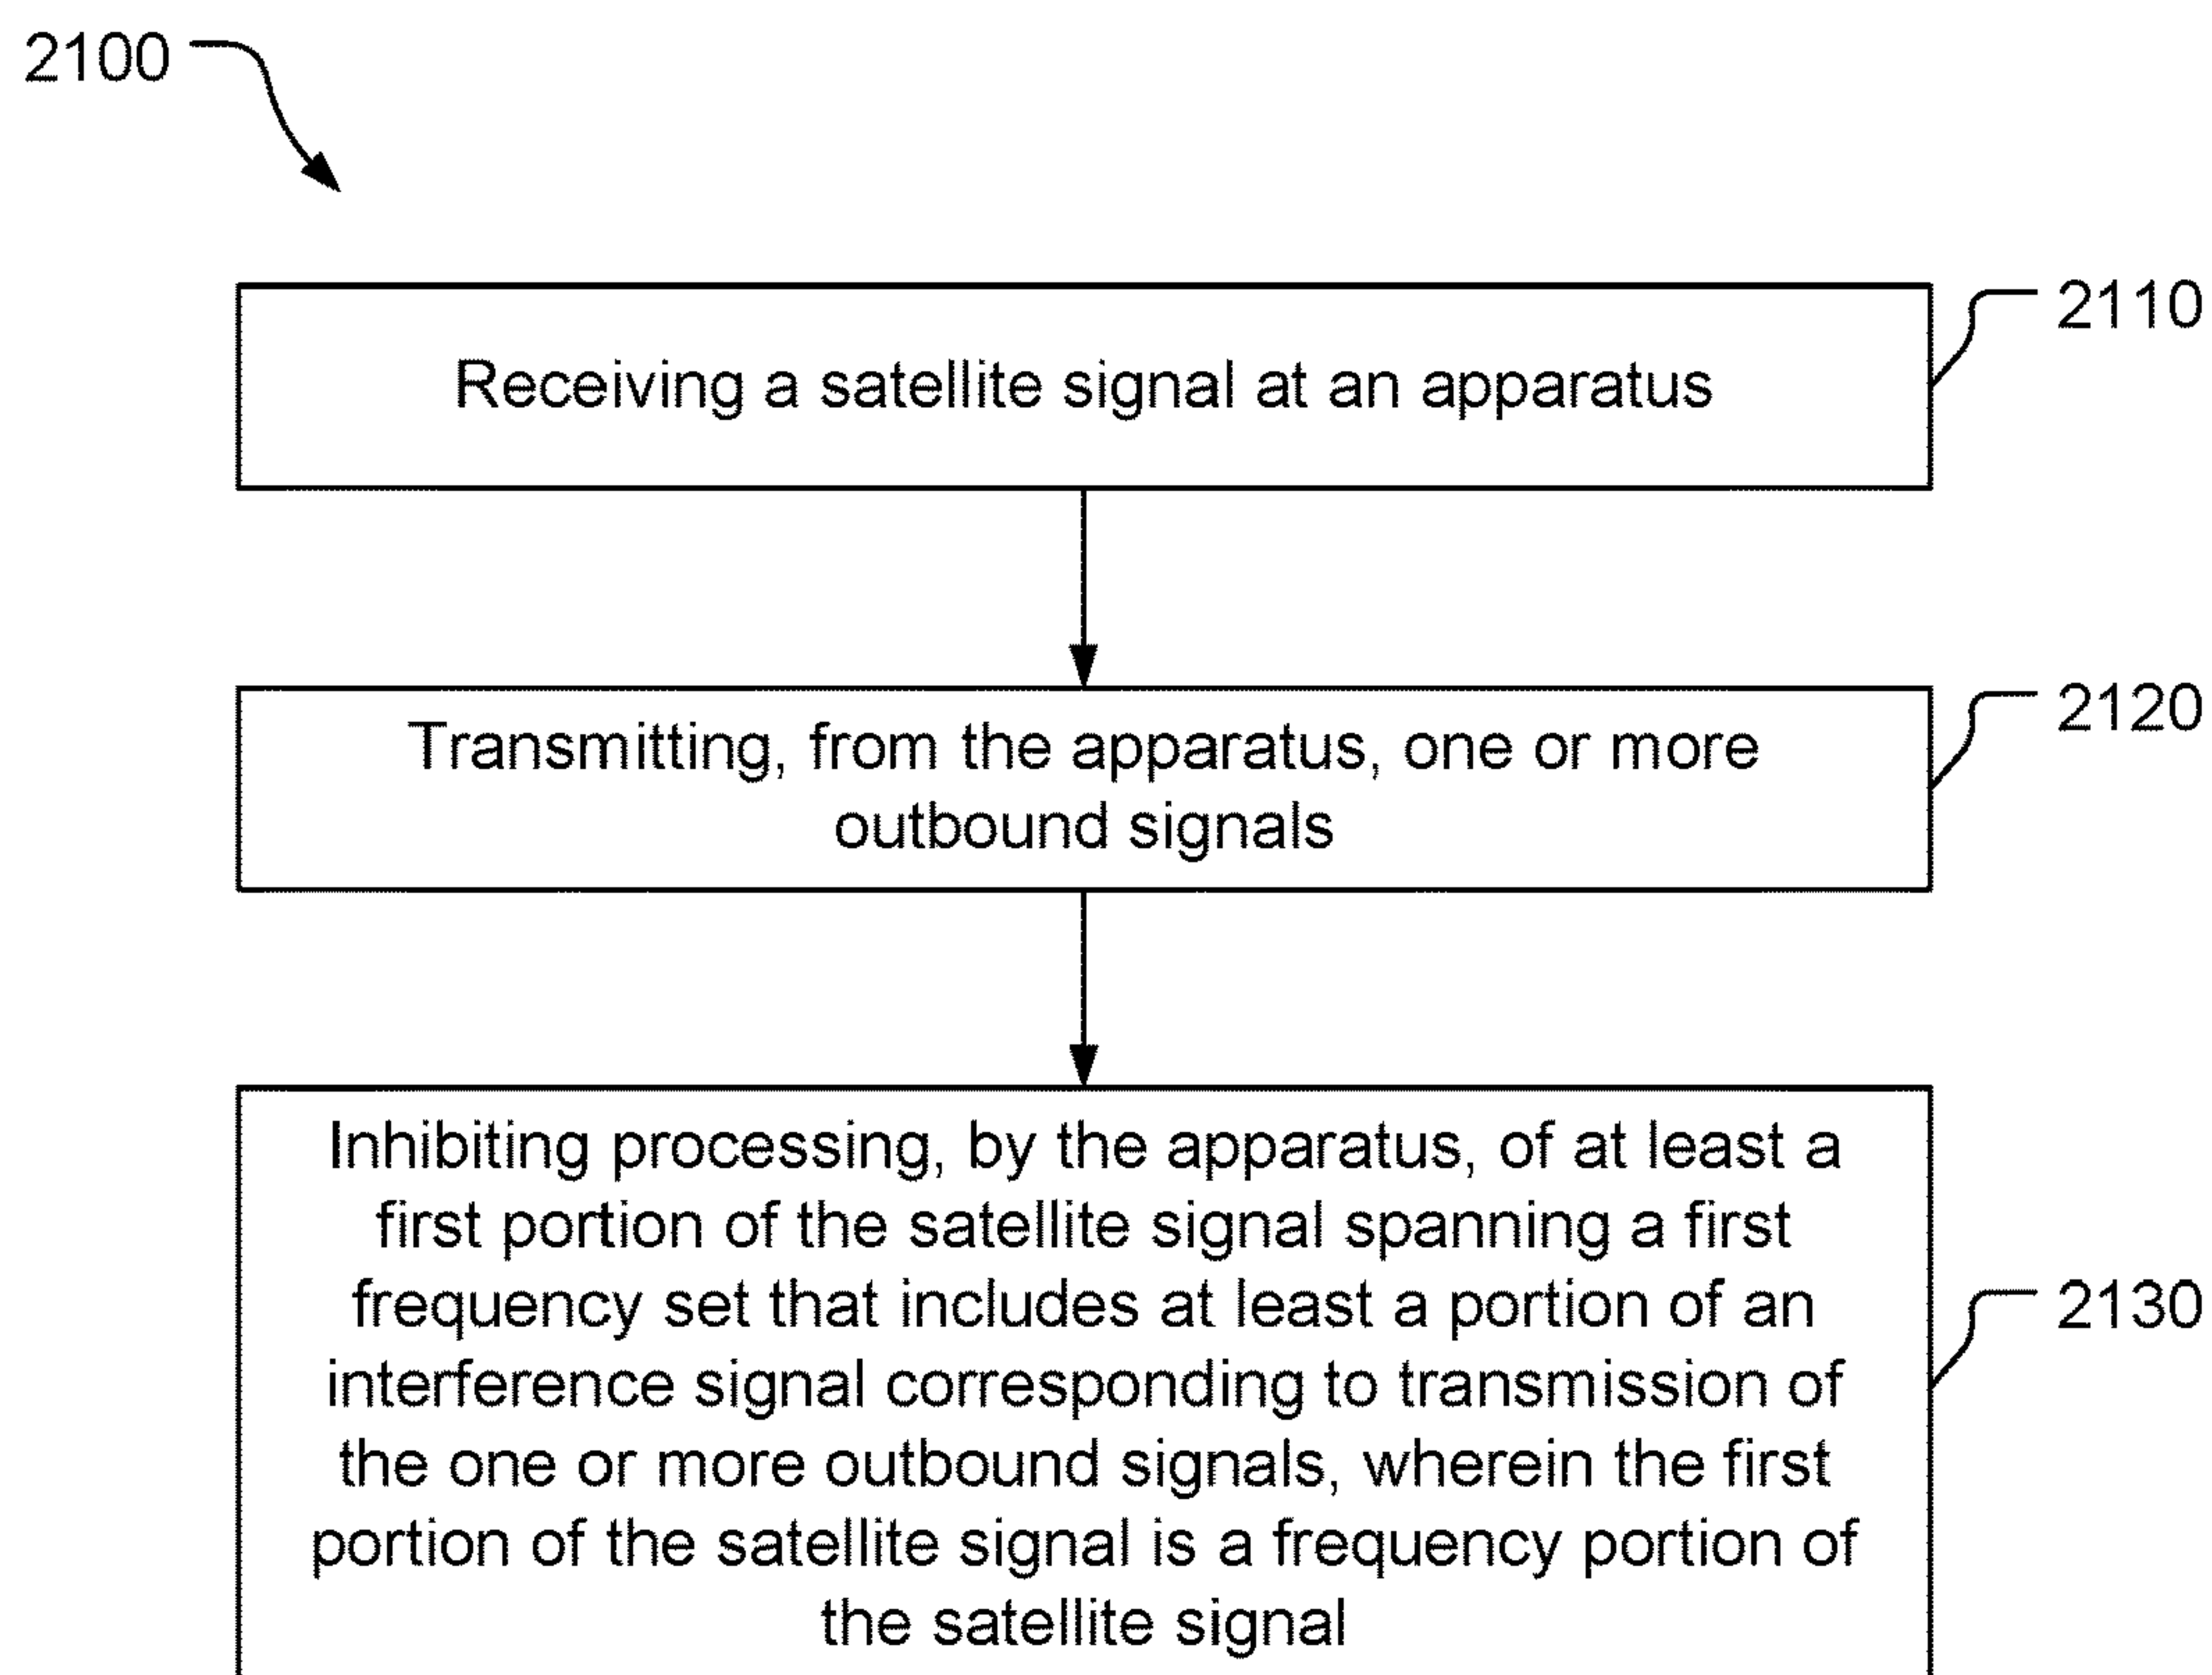 2100
Receiving a satellite signal at an apparatus
2110
Transmitting, from the apparatus, one or more
outbound signals
2120
Inhibiting processing, by the apparatus, of at least a
first portion of the satellite signal spanning a first
frequency set that includes at least a portion of an
interference signal corresponding to transmission of
the one or more outbound signals, wherein the first
portion of the satellite signal is a frequency portion of
the satellite signal
2130